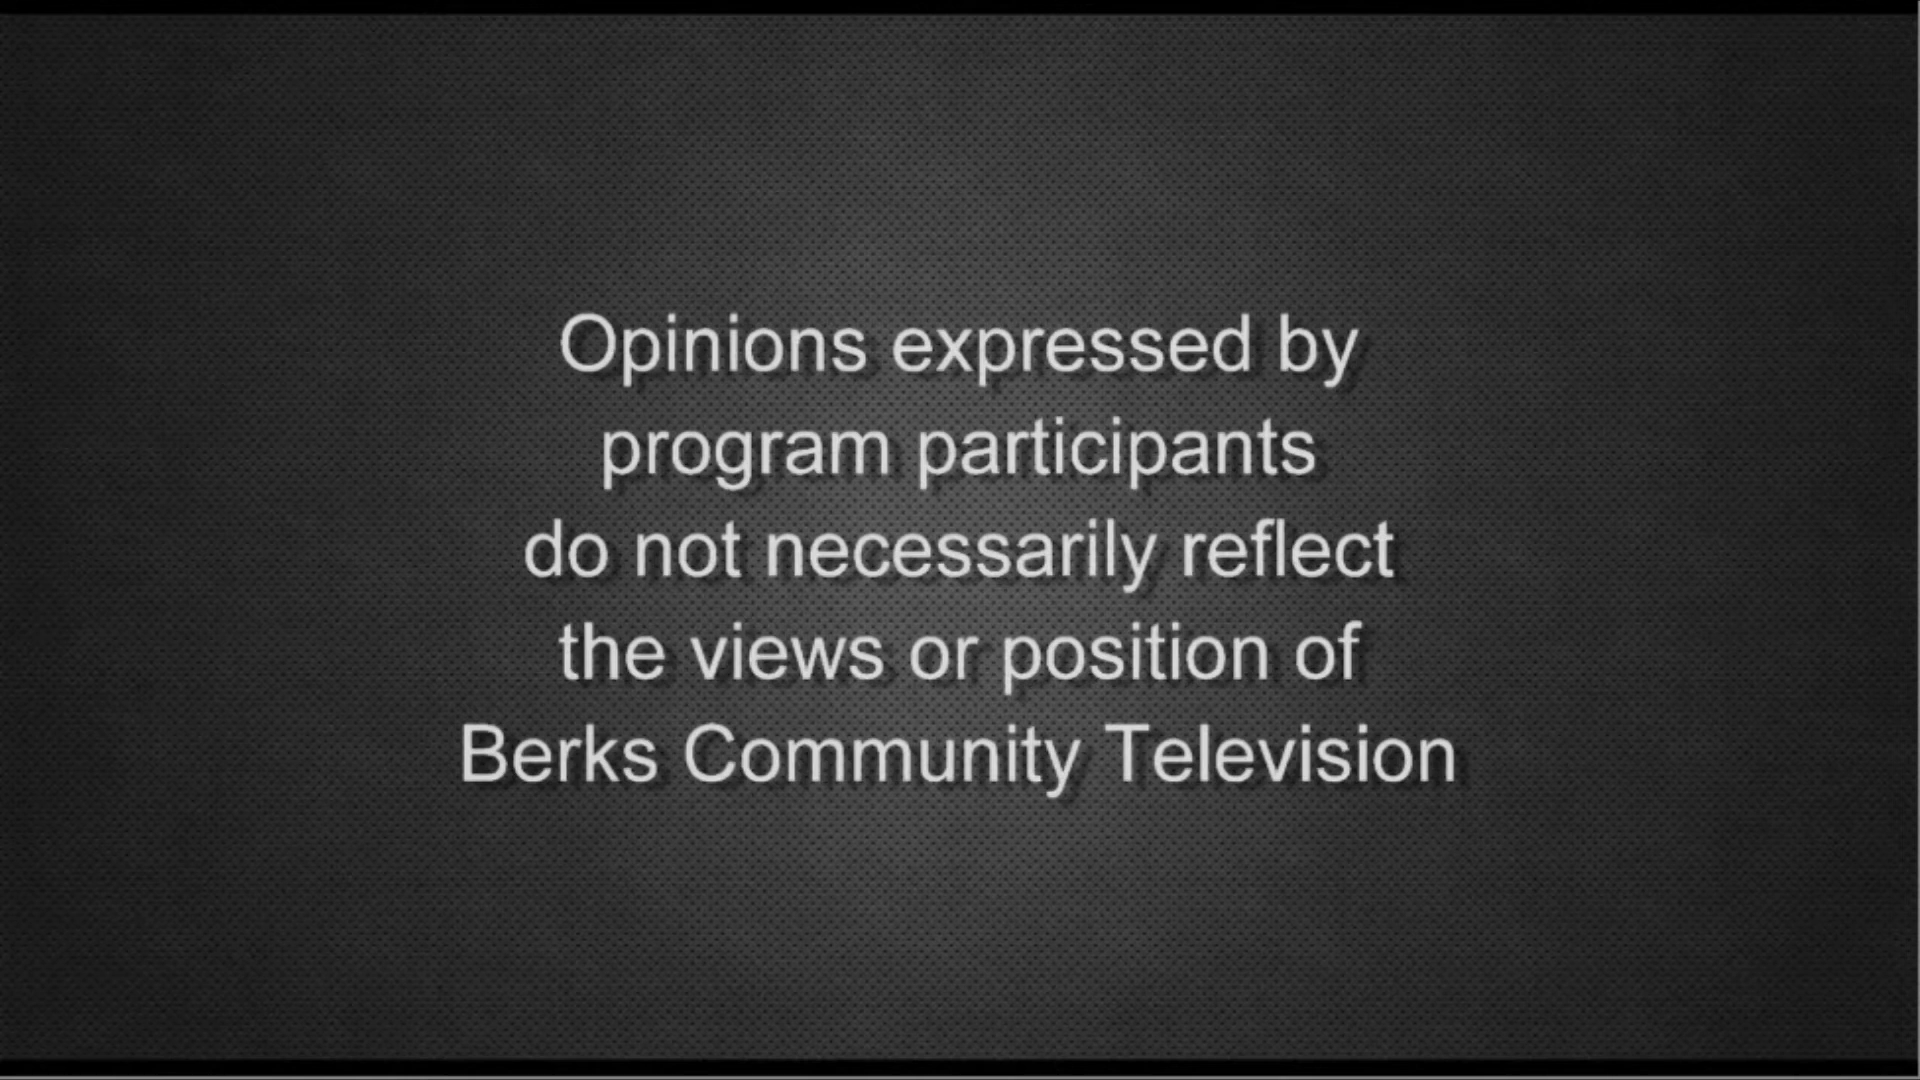 Opinions expressed by
program participants
do not necessarily reflect
the views or position of
Berks Community Television